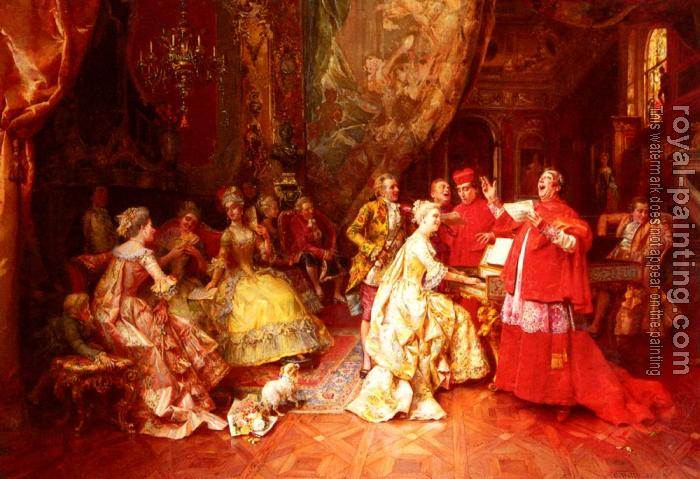 royal-painting.com
This watermark does not appear on the painting